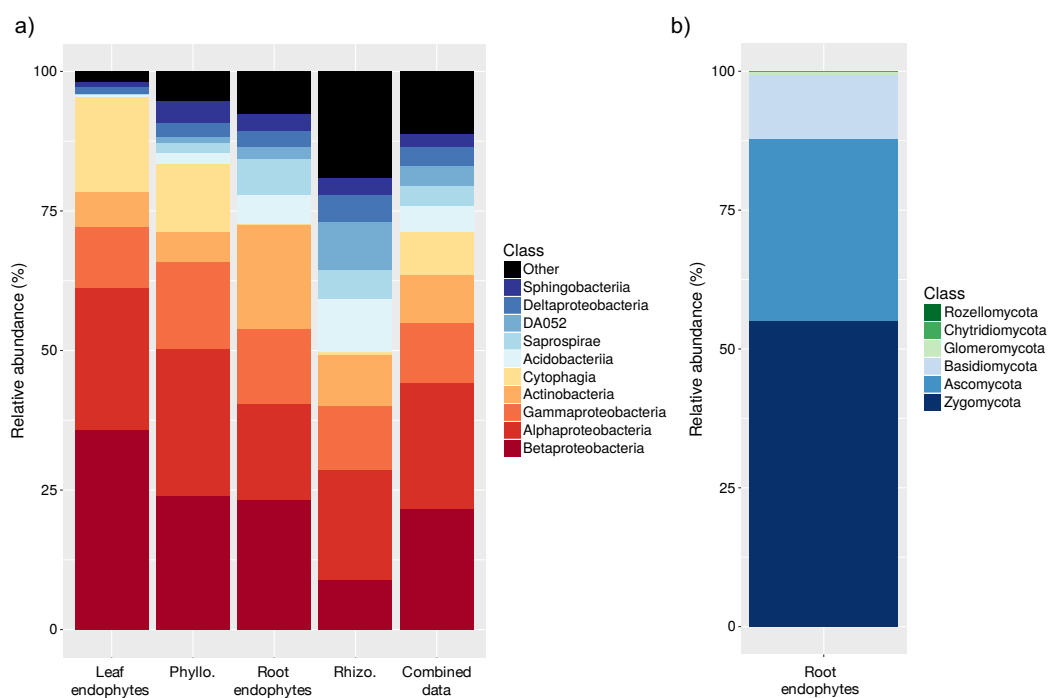 a)
Relative abundance (%)
100
75
50
25
0
Leaf
endophytes
Phyllo.
Root
endophytes
Rhizo.
Combined
data
Class
Other
Sphingobacteriia
Deltaproteobacteria
DA052
Saprospirae
Acidobacteriia
Cytophagia
Actinobacteria
Gammaproteobacteria
Alphaproteobacteria
Betaproteobacteria
b)
Relative abundance (%)
100
75
50
25
0
Root
endophytes
Class
Rozellomycota
Chytridiomycota
Glomeromycota
Basidiomycota
Ascomycota
Zygomycota